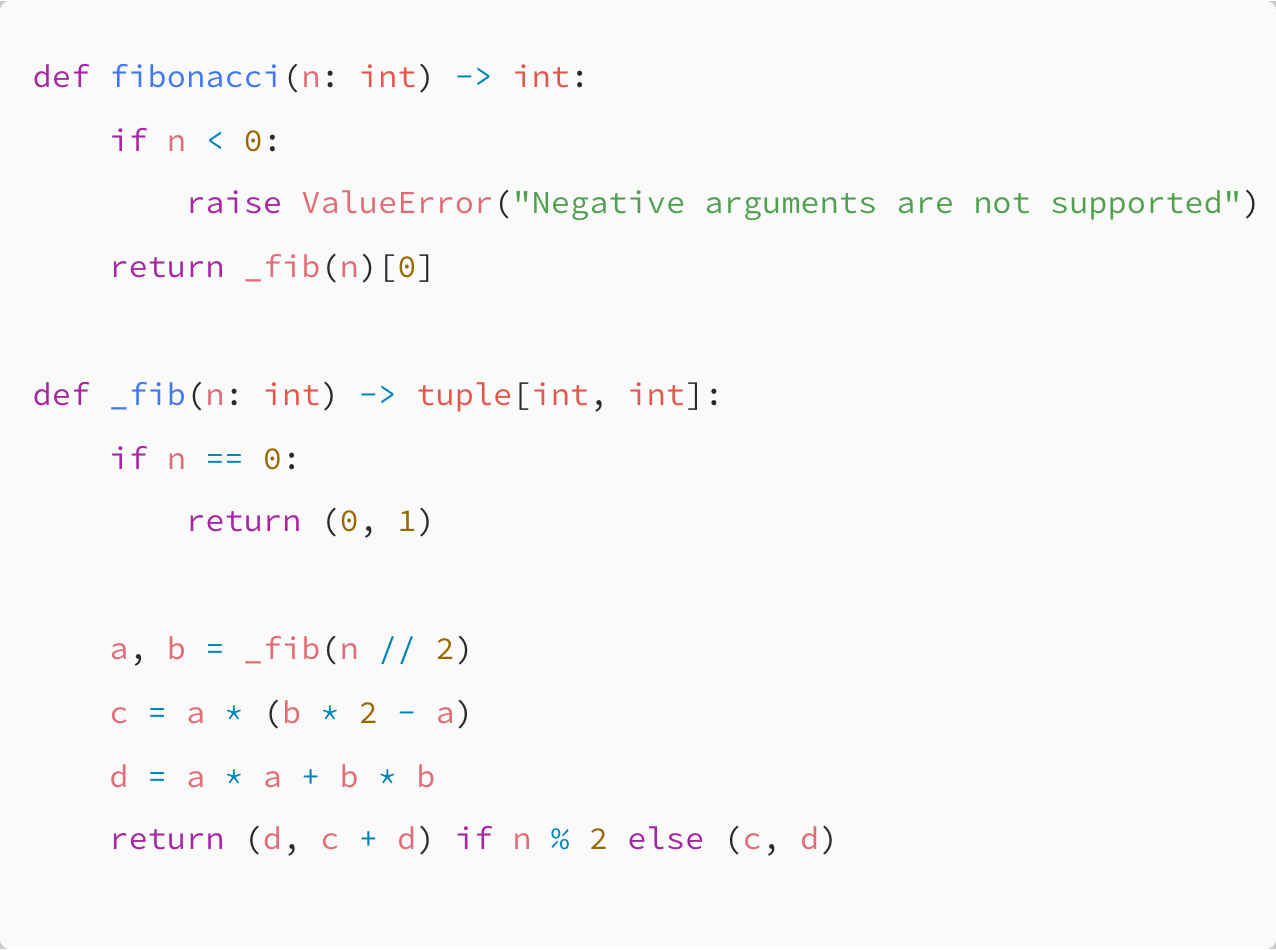 def fibonacci(n: int) -> int:
    if n < 0:
        raise ValueError("Negative arguments are not supported")
    return _fib(n)[0]

def _fib(n: int) -> tuple[int, int]:
    if n == 0:
        return (0, 1)

    a, b = _fib(n // 2)
    c = a * (b * 2 - a)
    d = a * a + b * b
    return (d, c + d) if n % 2 else (c, d)